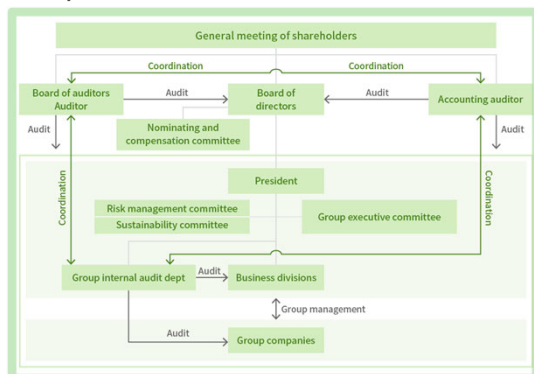 General meeting of shareholders
Coordination
Coordination
Board of auditors
Auditor
Audit
Board of
directors
Audit
Accounting auditor
Audit
Nominating and
compensation committee
Audit
President
Coordination
Coordination
Risk management committee
Sustainability committee
Group executive committee
Group internal audit dept
Audit
Business divisions
Group management
Audit
Group companies